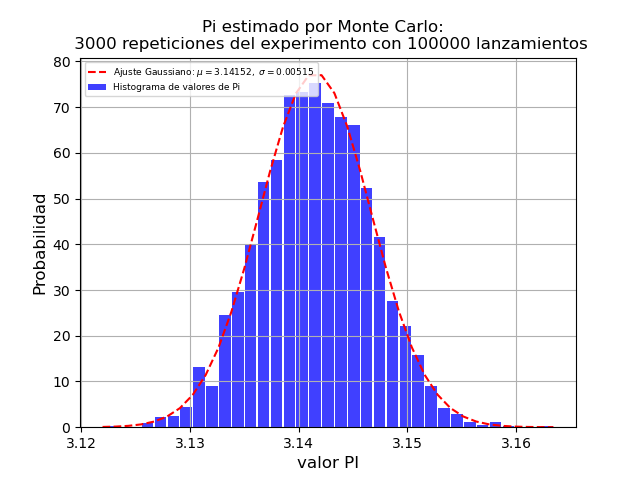 Pi estimado por Monte Carlo:
3000 repeticiones del experimento con 100000 lanzamientos
Ajuste Gaussiano: μ = 3.14152, σ = 0.00515
Histograma de valores de Pi
80
70
60
50
40
30
20
10
0
Probabilidad
3.12 3.13 3.14 3.15 3.16
valor PI